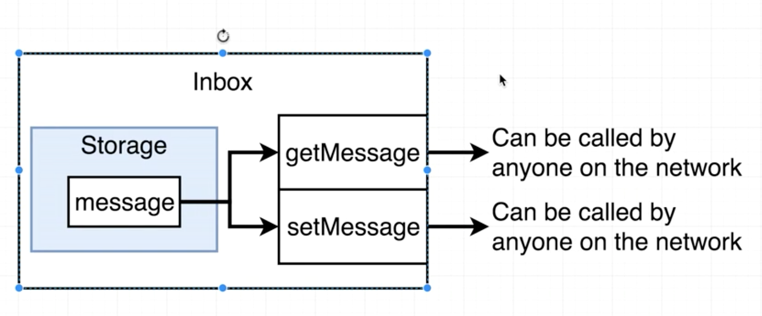 Inbox
Storage
message
getMessage
Can be called by
anyone on the network
setMessage
Can be called by
anyone on the network